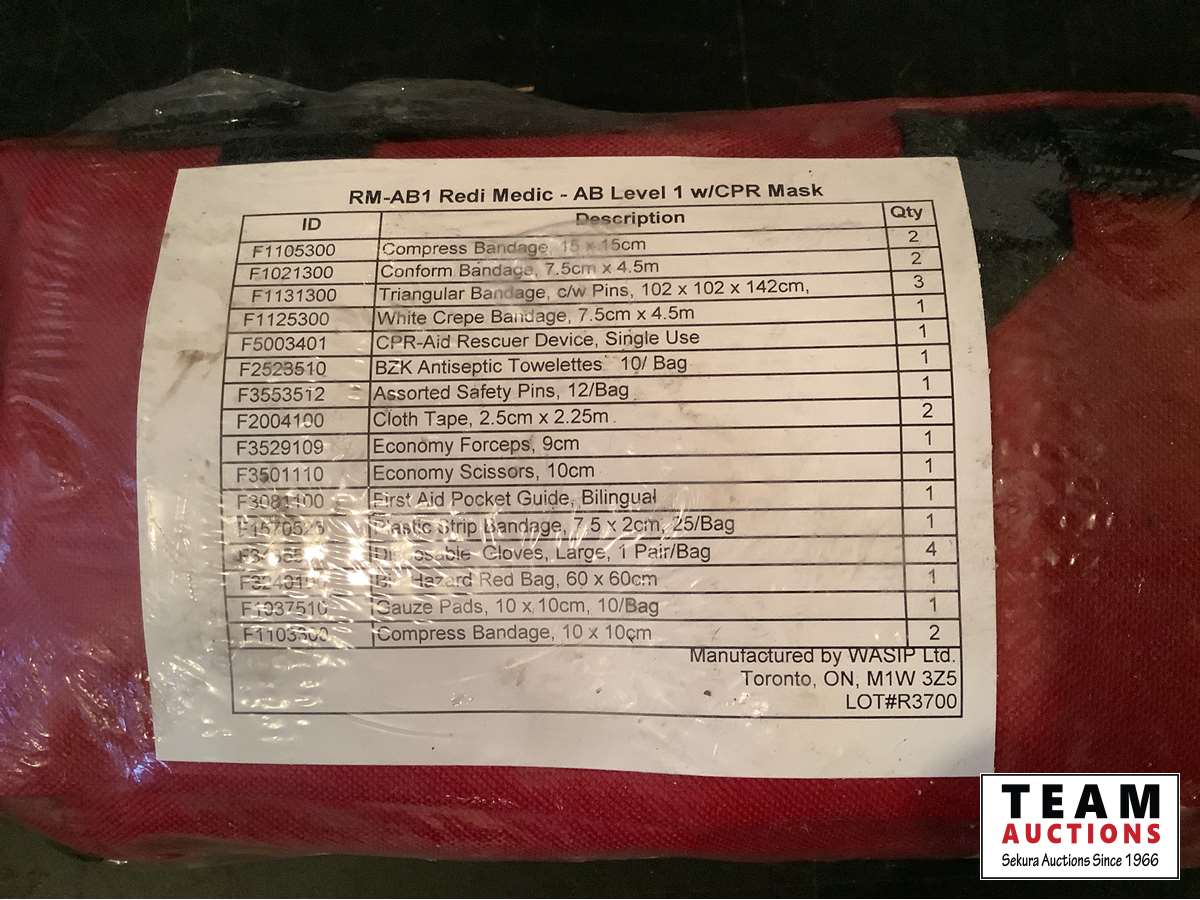 RM-AB1 Redi Medic - AB Level 1 w/CPR Mask
ID Description Qty
F1105300 Compress Bandage, 15 x 15cm 2
F1021300 Conform Bandage, 7.5cm x 4.5m 2
F1131300 Triangular Bandage, c/w Pins, 102 x 102 x 142cm, 3
F1125300 White Crepe Bandage, 7.5cm x 4.5m 1
F5003401 CPR-Aid Rescuer Device, Single Use 1
F2523510 BZK Antiseptic Towelettes 10/ Bag 1
F3553512 Assorted Safety Pins, 12/Bag 1
F2004100 Cloth Tape, 2.5cm x 2.25m 2
F3529109 Economy Forceps, 9cm 1
F3501110 Economy Scissors, 10cm 1
F3081100 First Aid Pocket Guide, Bilingual 1
Plastic Strip Bandage, 7.5 x 2cm, 25/Bag 1
Disposable Gloves, Large, 1 Pair/Bag 4
Hazard Red Bag, 60 x 60cm 1
F1037510 Gauze Pads, 10 x 10cm, 10/Bag 1
F1103300 Compress Bandage, 10 x 10cm 2
Manufactured by WASIP Ltd.
Toronto, ON, M1W 3Z5
LOT#R3700
TEAM
AUCTIONS
Sekura Auctions Since 1966